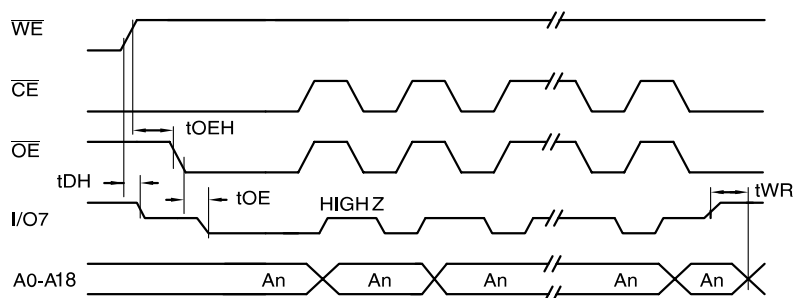 WE
CE
tOEH
OE
tDH
tOE
tWR
I/O7
HIGH Z
A0-A18 An An An An An